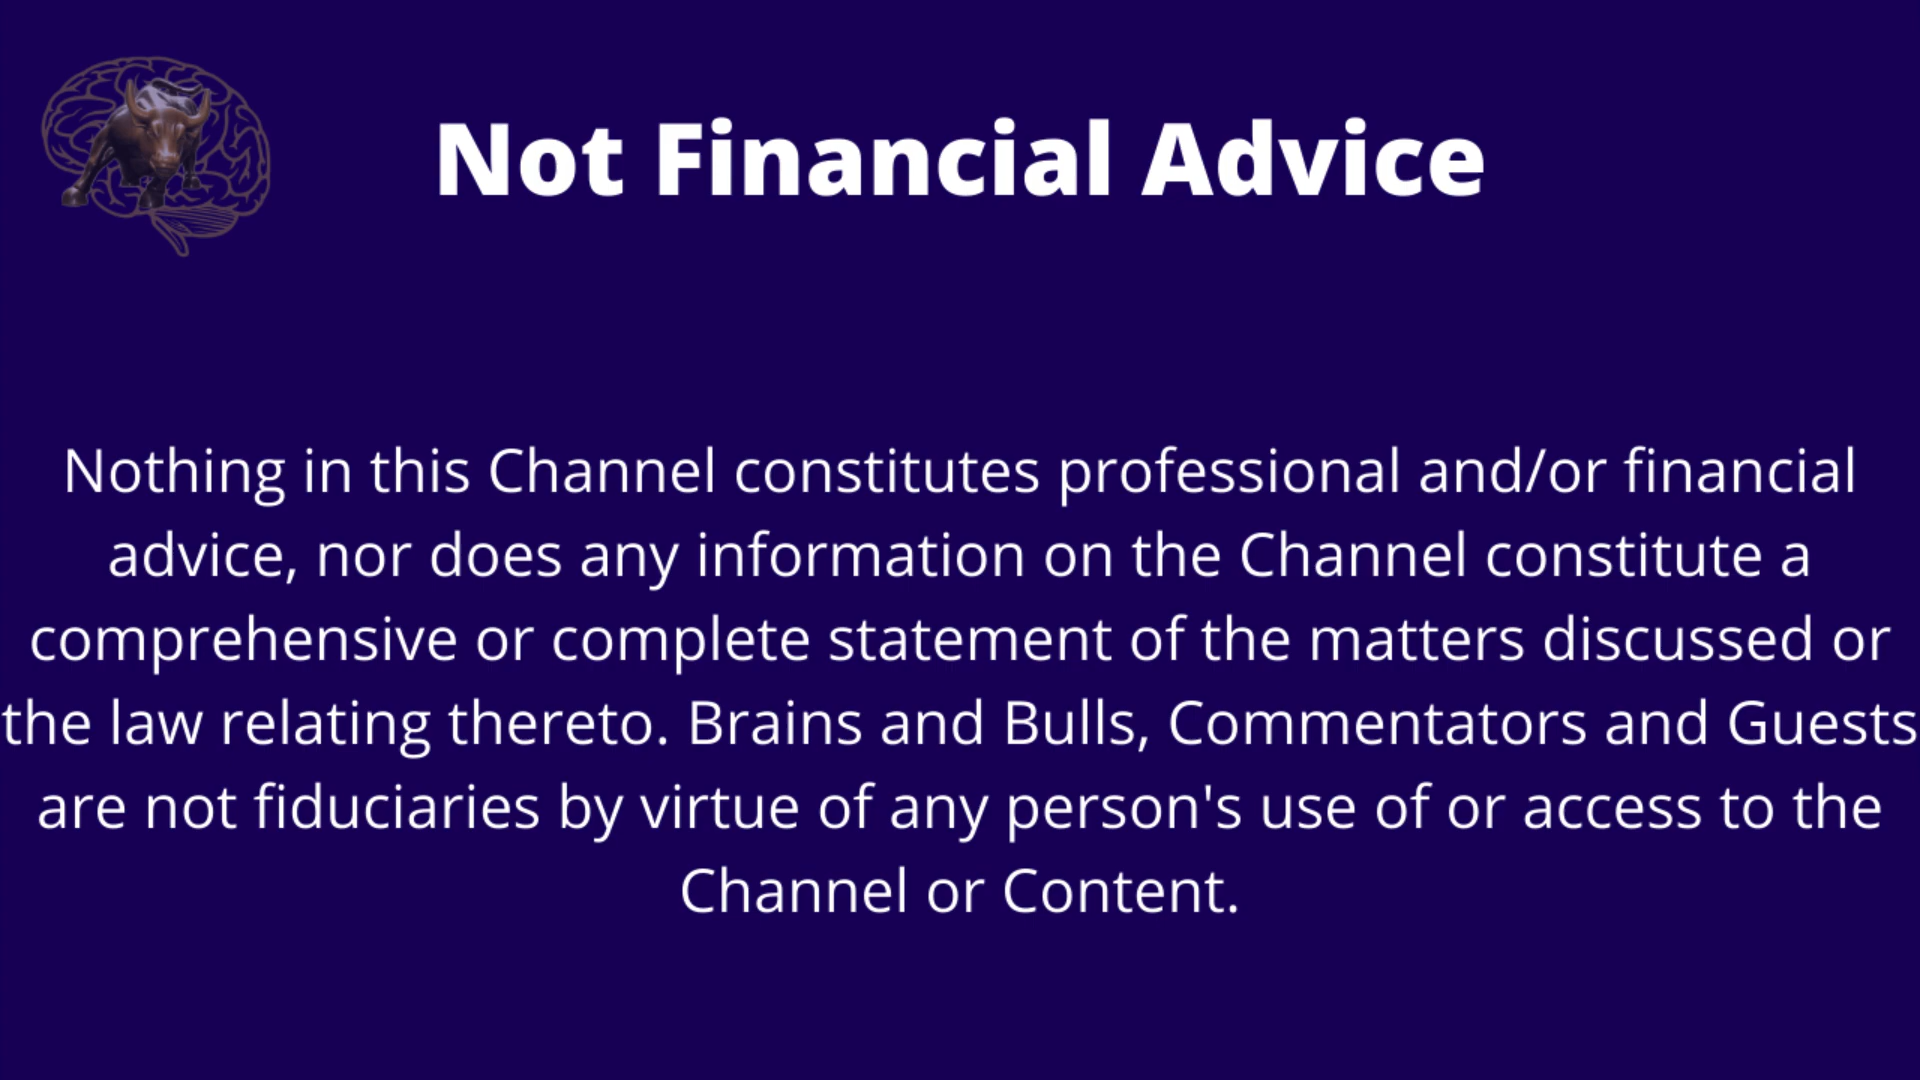 Not Financial Advice
Nothing in this Channel constitutes professional and/or financial
advice, nor does any information on the Channel constitute a
comprehensive or complete statement of the matters discussed or
the law relating thereto. Brains and Bulls, Commentators and Guests
are not fiduciaries by virtue of any person's use of or access to the
Channel or Content.